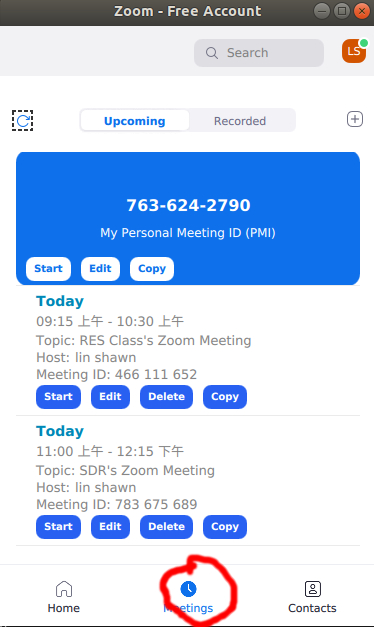 Zoom - Free Account
Search
LS
Upcoming
Recorded
763-624-2790
My Personal Meeting ID (PMI)
Start Edit Copy
Today
09:15 上午 - 10:30 上午
Topic: RES Class's Zoom Meeting
Host: lin shawn
Meeting ID: 466 111 652
Start Edit Delete Copy
Today
11:00 上午 - 12:15 下午
Topic: SDR's Zoom Meeting
Host: lin shawn
Meeting ID: 783 675 689
Start Edit Delete Copy
Home Meetings Contacts